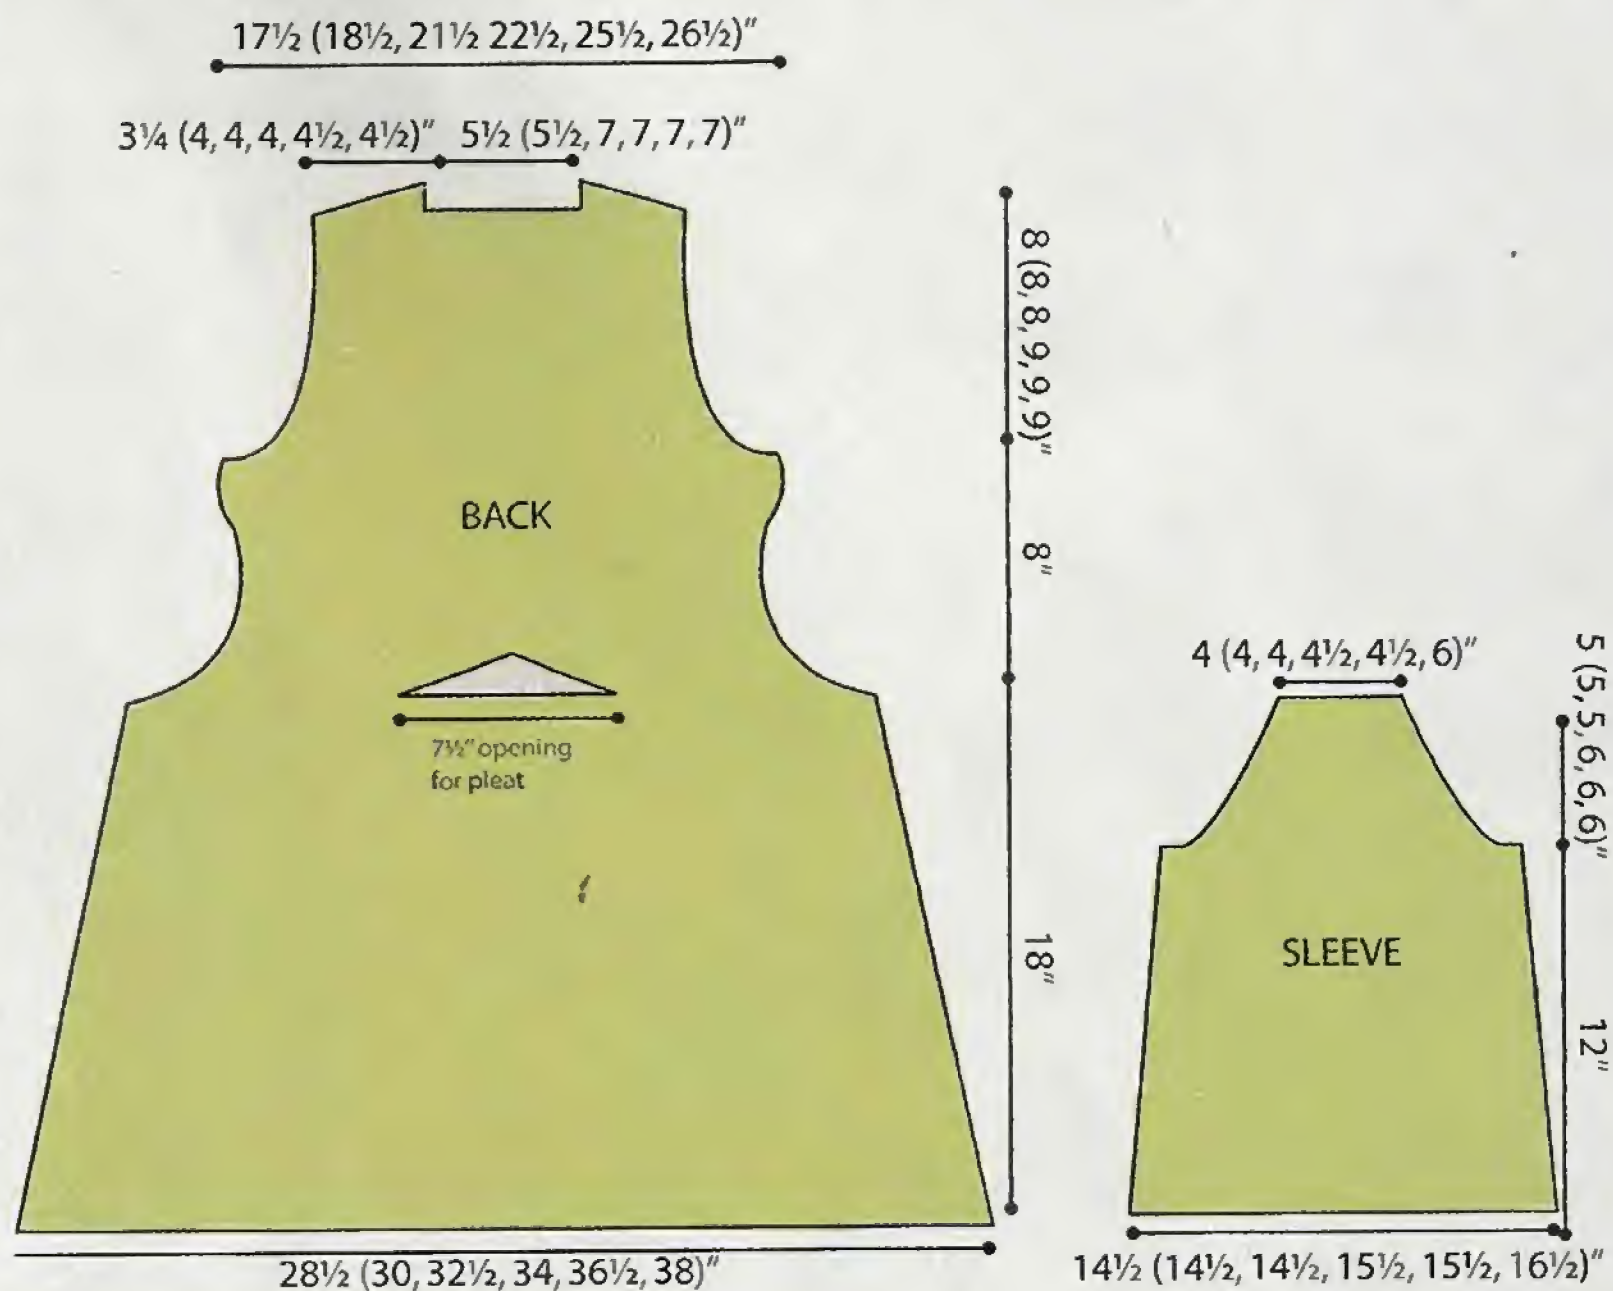 17½ (18½, 21½ 22½, 25½, 26½)"
3¼ (4, 4, 4, 4½, 4½)" 5½ (5½, 7, 7, 7, 7)"
8 (8, 8, 9, 9, 9)"
BACK
8"
7½" opening
for pleat
18"
28½ (30, 32½, 34, 36½, 38)"
4 (4, 4, 4½, 4½, 6)"
5 (5, 5, 6, 6, 6)"
SLEEVE
12"
14½ (14½, 14½, 15½, 15½, 16½)"